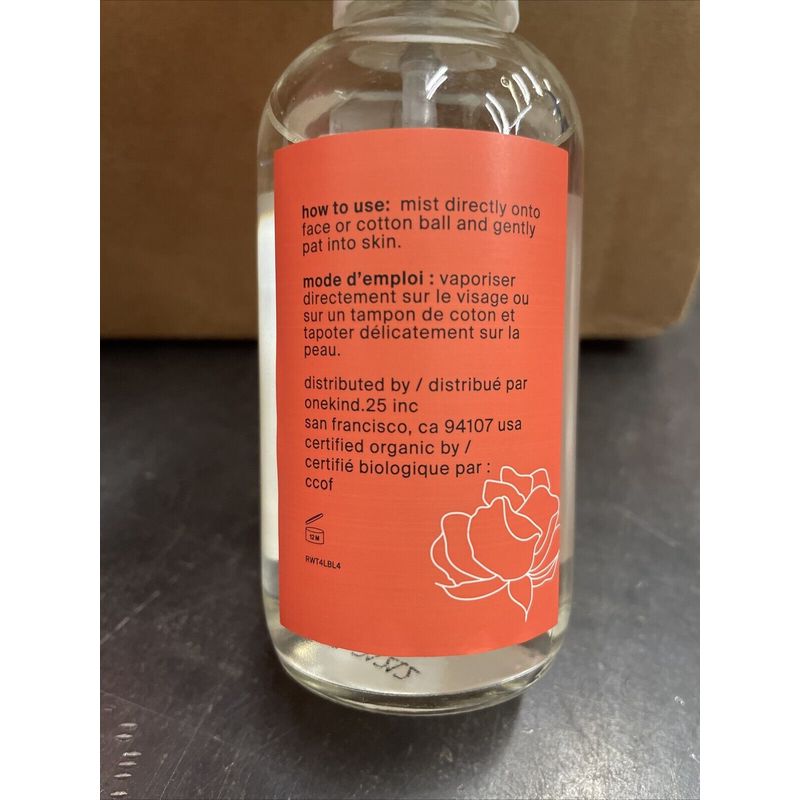 how to use: mist directly onto
face or cotton ball and gently
pat into skin.
mode d'emploi : vaporiser
directement sur le visage ou
sur un tampon de coton et
tapoter délicatement sur la
peau.
distributed by / distribué par
onekind.25 inc
san francisco, ca 94107 usa
certified organic by /
certifié biologique par :
ccof
12 M
RWT4LBL4